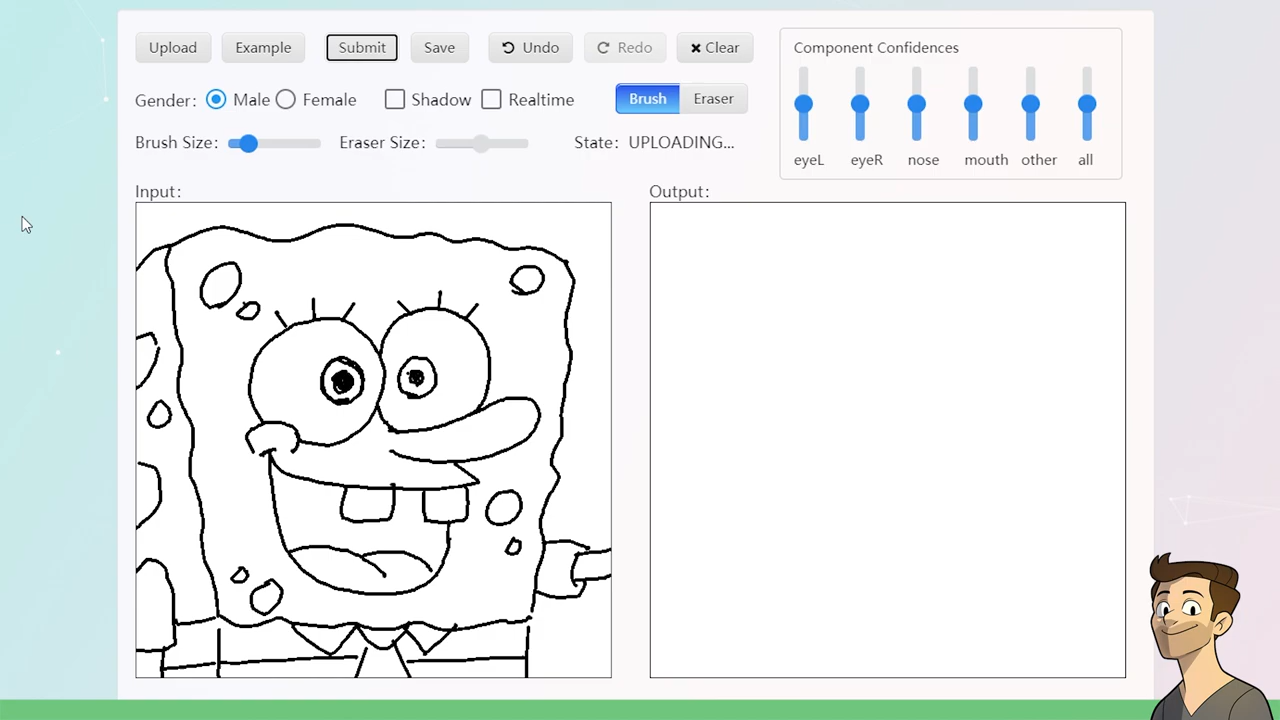 Upload Example Submit Save Undo Redo Clear
Gender: Male Female Shadow Realtime Brush Eraser
Brush Size: Eraser Size: State: UPLOADING...
Component Confidences
eyeL eyeR nose mouth other all
Input: Output: